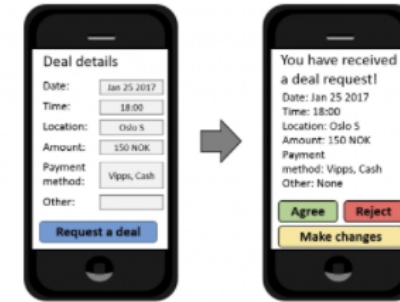 Deal details
Date: Jan 25 2017
Time: 18:00
Location: Oslo S
Amount: 150 NOK
Payment
method: Vipps, Cash
Other:
Request a deal
You have received
a deal request!
Date: Jan 25 2017
Time: 18:00
Location: Oslo S
Amount: 150 NOK
Payment
method: Vipps, Cash
Other: None
Agree Reject
Make changes